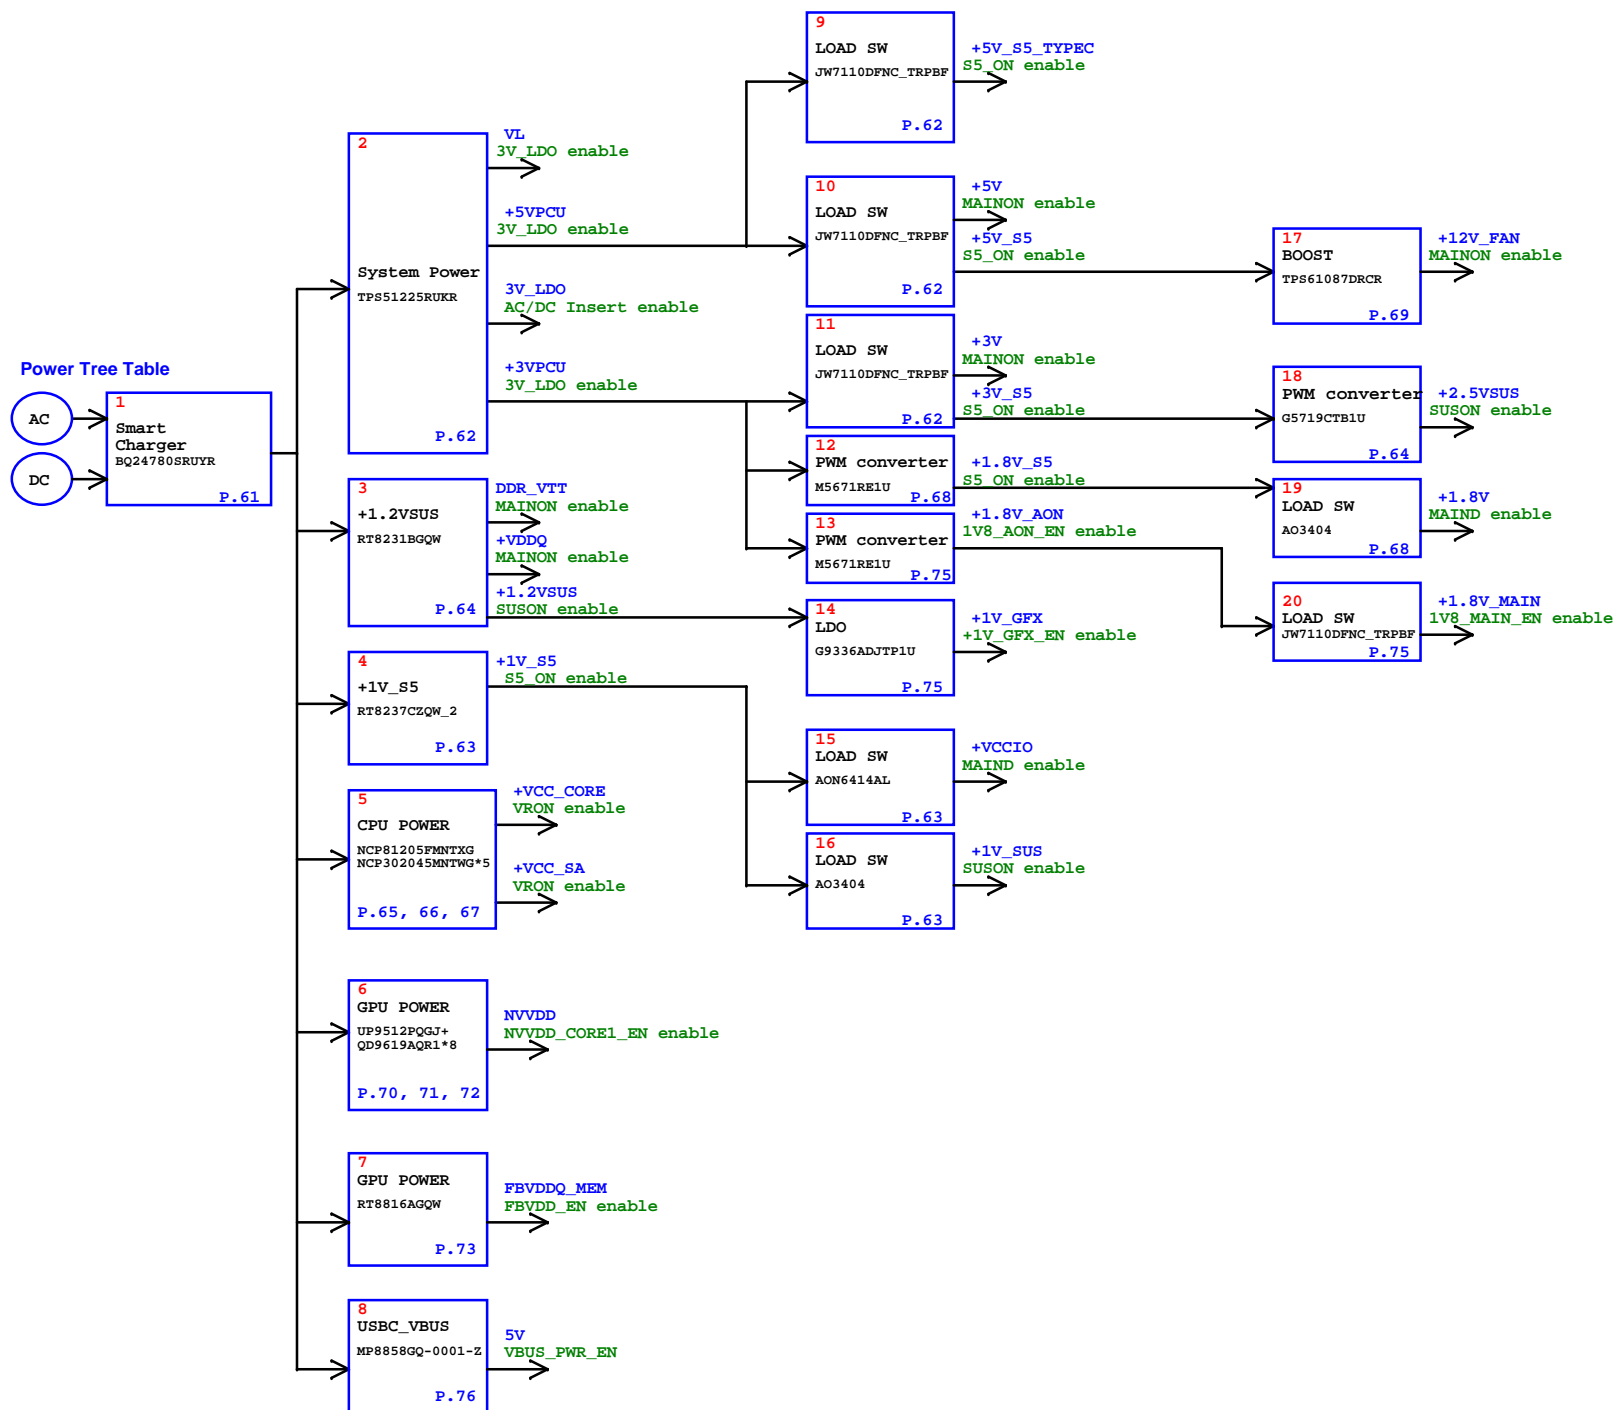 Power Tree Table
AC
DC
1
Smart
Charger
BQ24780SRUYR
P.61
2
System Power
TPS51225RUKR
P.62
VL
3V_LDO enable
+5VPCU
3V_LDO enable
3V_LDO
AC/DC Insert enable
+3VPCU
3V_LDO enable
3
+1.2VSUS
RT8231BGQW
P.64
DDR_VTT
MAINON enable
+VDDQ
MAINON enable
+1.2VSUS
SUSON enable
4
+1V_S5
RT8237CZQW_2
P.63
+1V_S5
S5_ON enable
5
CPU POWER
NCP81205FMNTXG
NCP302045MNTWG*5
P.65, 66, 67
+VCC_CORE
VRON enable
+VCC_SA
VRON enable
6
GPU POWER
UP9512PQGJ+
QD9619AQR1*8
P.70, 71, 72
NVVDD
NVVDD_CORE1_EN enable
7
GPU POWER
RT8816AGQW
P.73
FBVDDQ_MEM
FBVDD_EN enable
8
USBC_VBUS
MP8858GQ-0001-Z
P.76
5V
VBUS_PWR_EN
9
LOAD SW
JW7110DFNC_TRPBF
P.62
+5V_S5_TYPEC
S5_ON enable
10
LOAD SW
JW7110DFNC_TRPBF
P.62
+5V
MAINON enable
+5V_S5
S5_ON enable
11
LOAD SW
JW7110DFNC_TRPBF
P.62
+3V
MAINON enable
+3V_S5
S5_ON enable
12
PWM converter
M5671RE1U
P.68
+1.8V_S5
S5_ON enable
13
PWM converter
M5671RE1U
P.75
+1.8V_AON
1V8_AON_EN enable
14
LDO
G9336ADJTP1U
P.75
+1V_GFX
+1V_GFX_EN enable
15
LOAD SW
AON6414AL
P.63
+VCCIO
MAIND enable
16
LOAD SW
AO3404
P.63
+1V_SUS
SUSON enable
17
BOOST
TPS61087DRCR
P.69
+12V_FAN
MAINON enable
18
PWM converter
G5719CTB1U
P.64
+2.5VSUS
SUSON enable
19
LOAD SW
AO3404
P.68
+1.8V
MAIND enable
20
LOAD SW
JW7110DFNC_TRPBF
P.75
+1.8V_MAIN
1V8_MAIN_EN enable